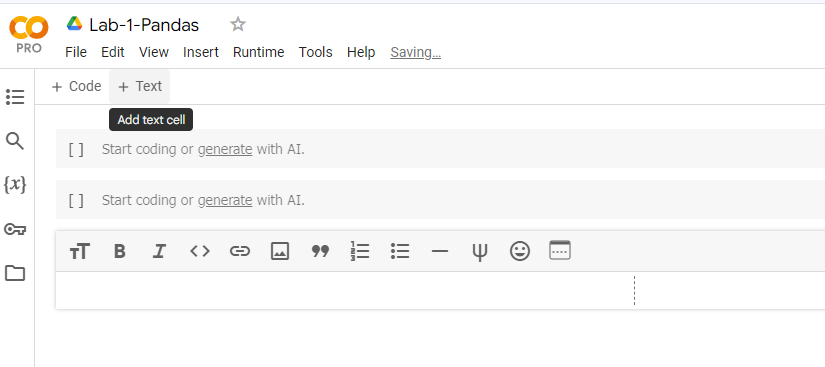 CO Lab-1-Pandas
PRO
File Edit View Insert Runtime Tools Help Saving...
+ Code + Text
Add text cell
[ ] Start coding or generate with AI.
{x}
[ ] Start coding or generate with AI.
TT B I <> Ψ